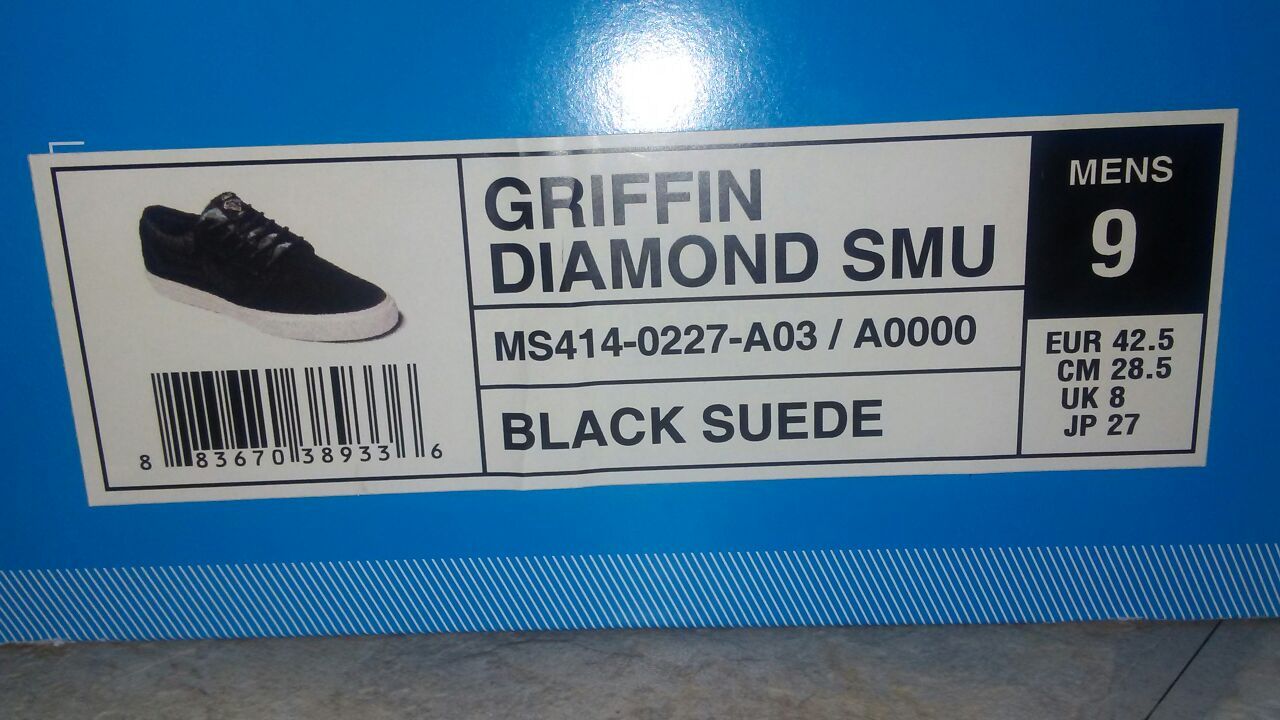 GRIFFIN
DIAMOND SMU
MS414-0227-A03 / A0000
BLACK SUEDE
MENS
9
EUR 42.5
CM 28.5
UK 8
JP 27
8 83670 38933 6